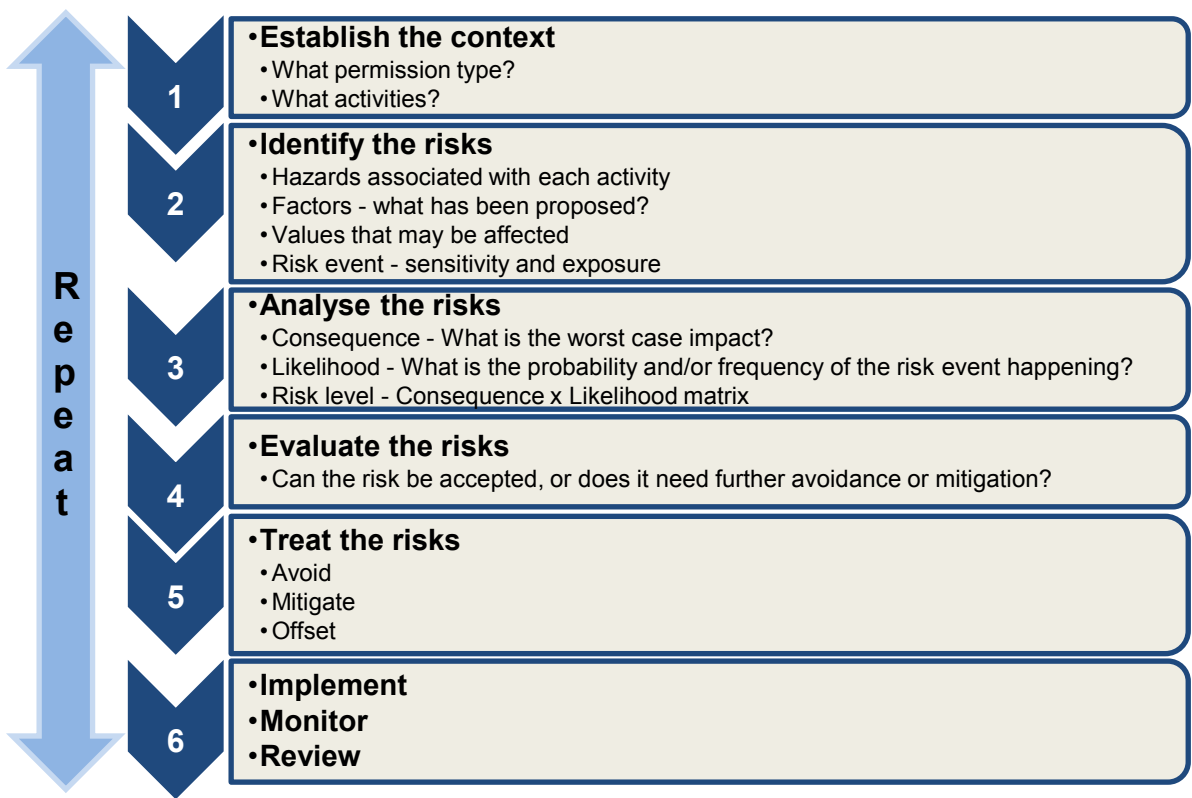 Repeat
1
•Establish the context
•What permission type?
•What activities?
2
•Identify the risks
•Hazards associated with each activity
•Factors - what has been proposed?
•Values that may be affected
•Risk event - sensitivity and exposure
3
•Analyse the risks
•Consequence - What is the worst case impact?
•Likelihood - What is the probability and/or frequency of the risk event happening?
•Risk level - Consequence x Likelihood matrix
4
•Evaluate the risks
•Can the risk be accepted, or does it need further avoidance or mitigation?
5
•Treat the risks
•Avoid
•Mitigate
•Offset
6
•Implement
•Monitor
•Review